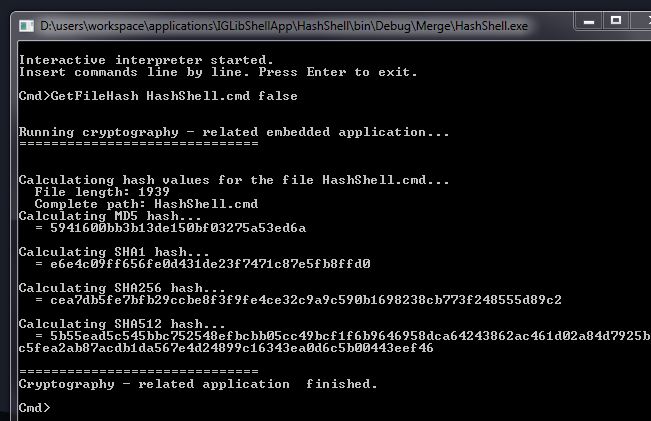 D:\users\workspace\applications\IGLibShellApp\HashShell\bin\Debug\Merge\HashShell.exe
Interactive interpreter started.
Insert commands line by line. Press Enter to exit.
Cmd>GetFileHash HashShell.cmd false
Running cryptography - related embedded application...
==============================
Calculationg hash values for the file HashShell.cmd...
File length: 1939
Complete path: HashShell.cmd
Calculating MD5 hash...
= 5941600bb3b13de150bf03275a53ed6a
Calculating SHA1 hash...
= e6e4c09ff656fe0d431de23f7471c87e5fb8ffd0
Calculating SHA256 hash...
= cea7db5fe7bfb29ccbe8f3f9fe4ce32c9a9c590b1698238cb773f248555d89c2
Calculating SHA512 hash...
= 5b55ead5c545bbc752548efbcbb05cc49bcf1f6b9646958dca64243862ac461d02a84d7925b
c5fea2ab87acdb1da567e4d24899c16343ea0d6c5b00443eef46
==============================
Cryptography - related application  finished.
Cmd>